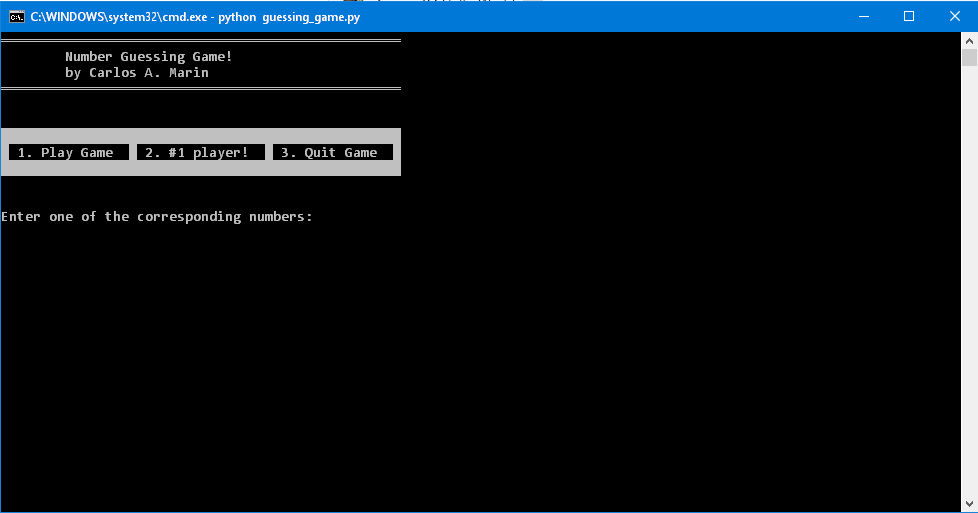 C:\WINDOWS\system32\cmd.exe - python guessing_game.py
Number Guessing Game!
by Carlos A. Marin
1. Play Game 2. #1 player! 3. Quit Game
Enter one of the corresponding numbers: